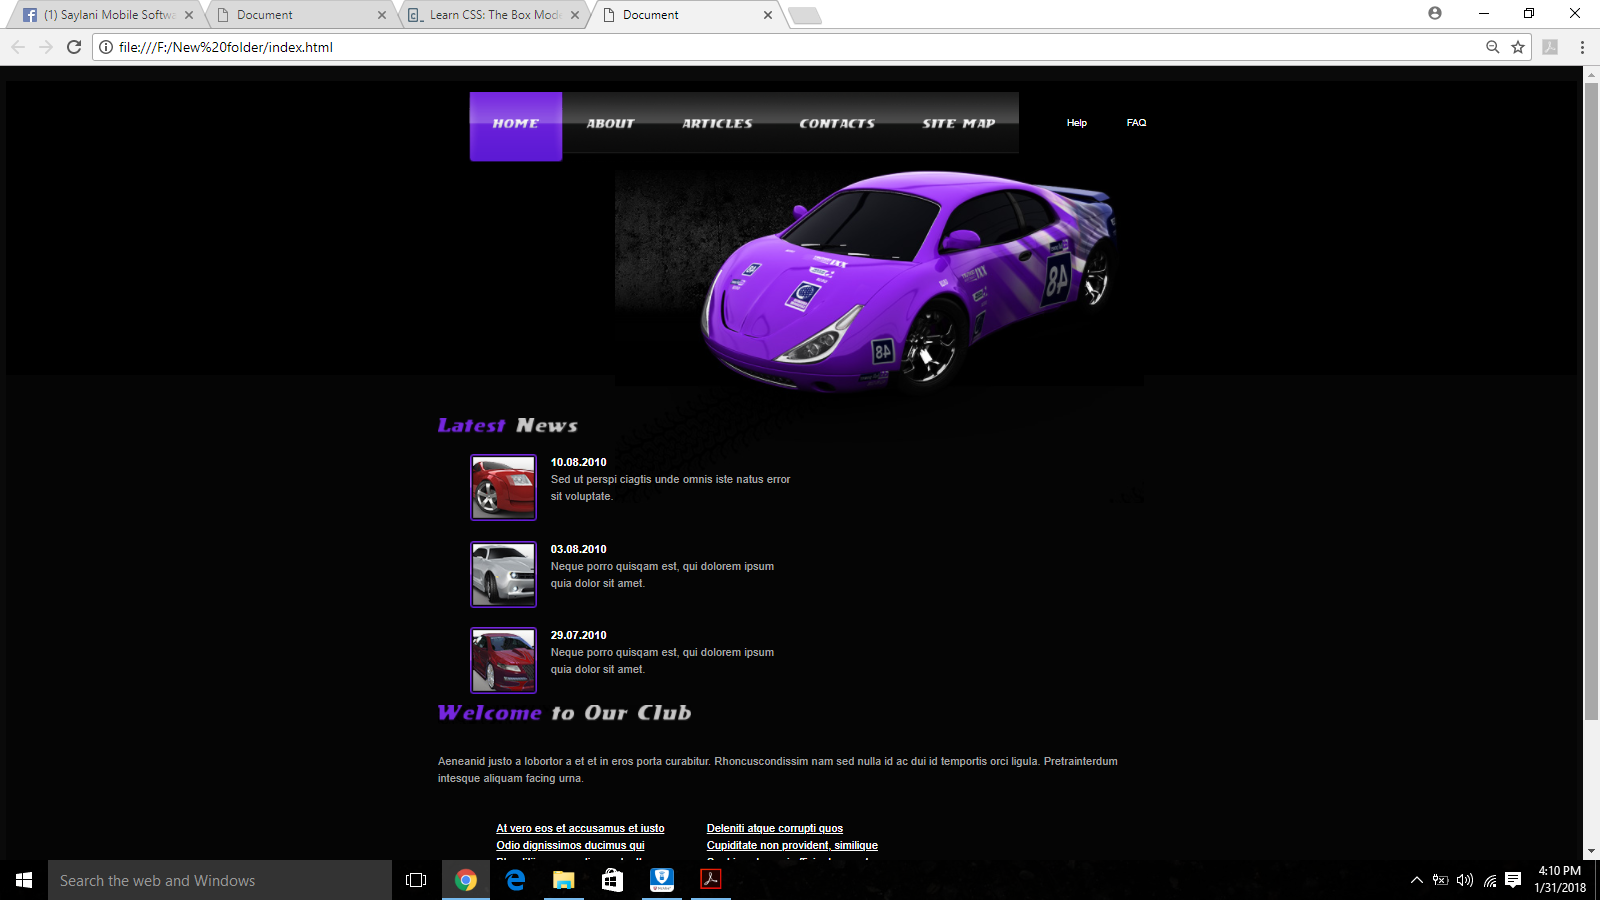 (1) Saylani Mobile Softwa
Document
Learn CSS: The Box Mode
Document
file:///F:/New%20folder/index.html
HOME
ABOUT
ARTICLES
CONTACTS
SITE MAP
Help
FAQ
48
48
Latest News
10.08.2010
Sed ut perspi ciagtis unde omnis iste natus error
sit voluptate.
03.08.2010
Neque porro quisqam est, qui dolorem ipsum
quia dolor sit amet.
29.07.2010
Neque porro quisqam est, qui dolorem ipsum
quia dolor sit amet.
Welcome to Our Club
Aeneanid justo a lobortor a et et in eros porta curabitur. Rhoncuscondissim nam sed nulla id ac dui id temportis orci ligula. Pretrainterdum
intesque aliquam facing urna.
At vero eos et accusamus et iusto
Deleniti atque corrupti quos
Odio dignissimos ducimus qui
Cupiditate non provident, similique
Search the web and Windows
4:10 PM
1/31/2018